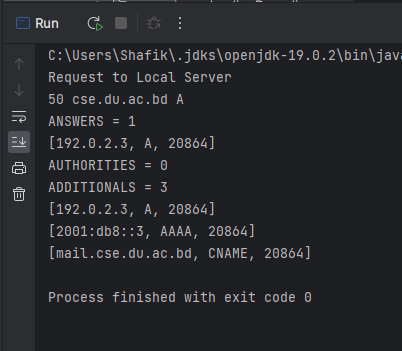 Run
C:\Users\Shafik\.jdks\openjdk-19.0.2\bin\jav
Request to Local Server
50 cse.du.ac.bd A
ANSWERS = 1
[192.0.2.3, A, 20864]
AUTHORITIES = 0
ADDITIONALS = 3
[192.0.2.3, A, 20864]
[2001:db8::3, AAAA, 20864]
[mail.cse.du.ac.bd, CNAME, 20864]
Process finished with exit code 0